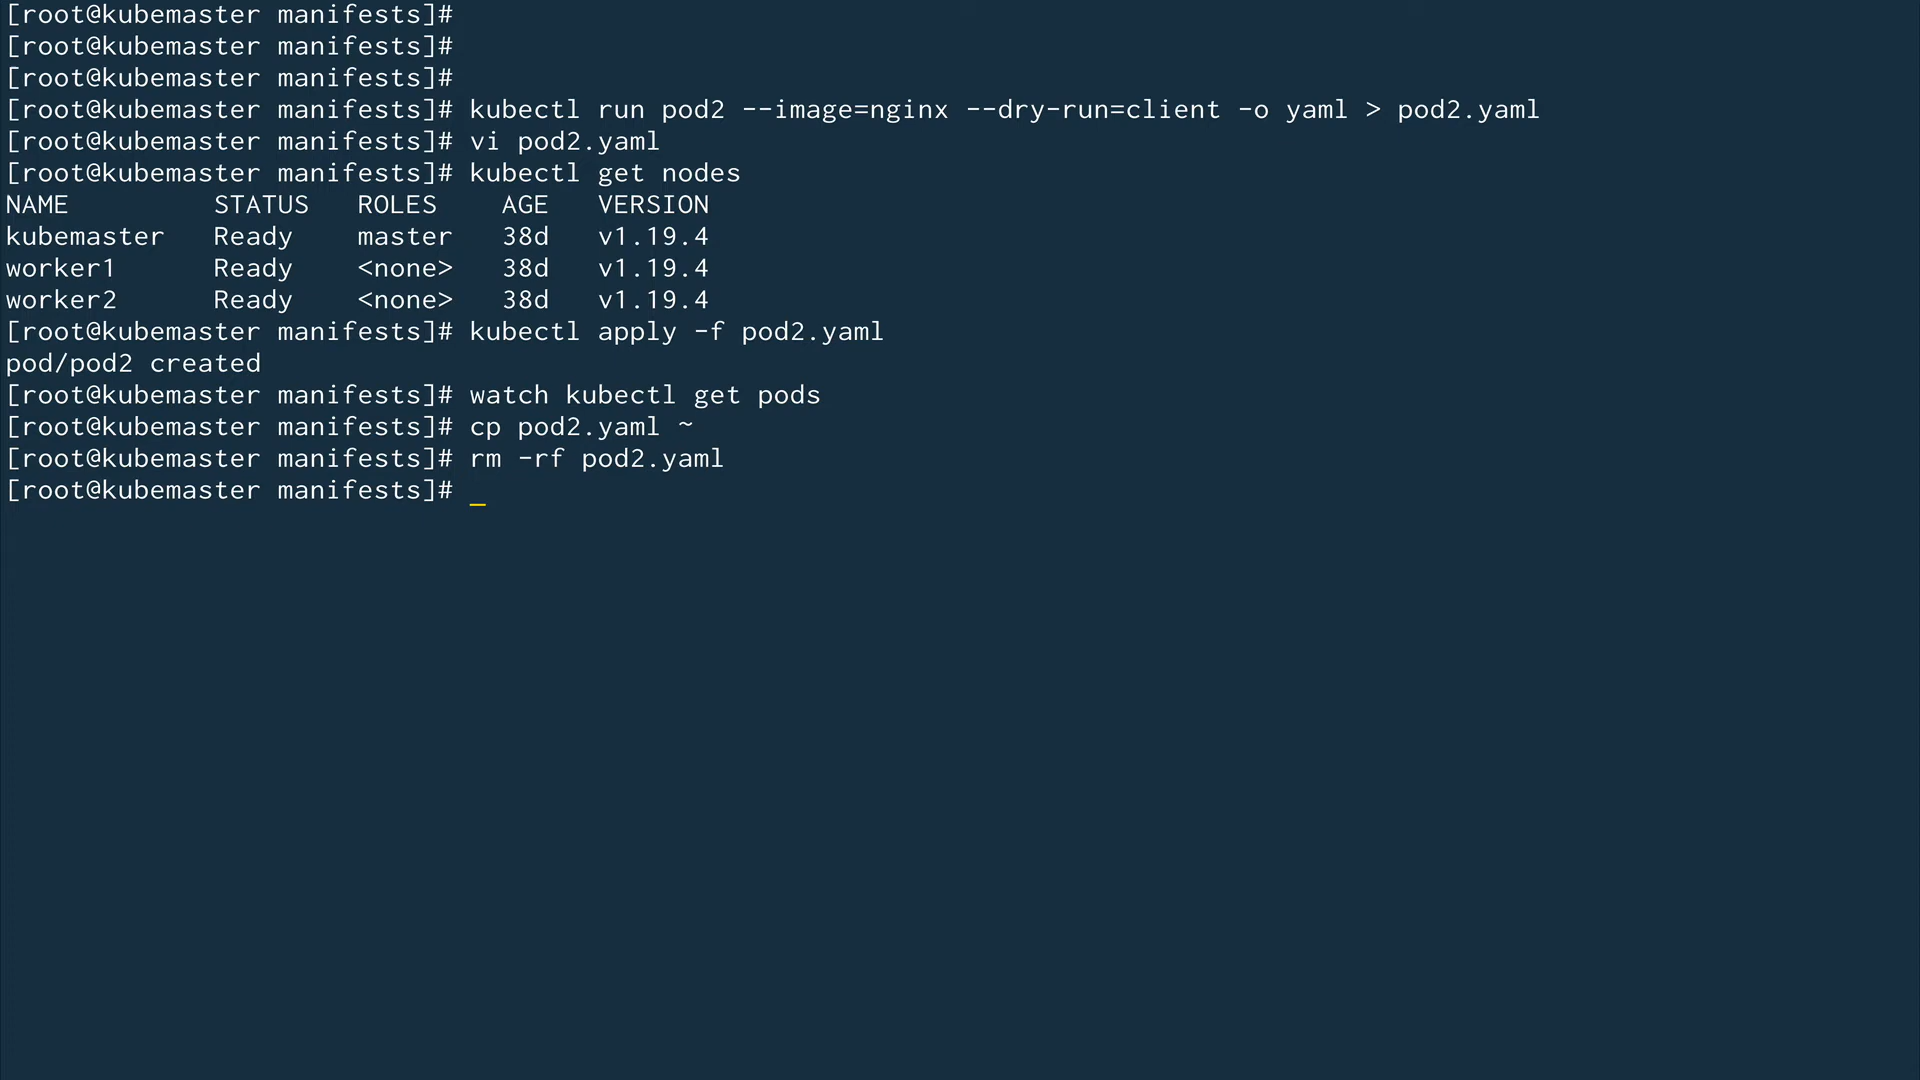 [root@kubemaster manifests]#
[root@kubemaster manifests]#
[root@kubemaster manifests]#
[root@kubemaster manifests]# kubectl run pod2 --image=nginx --dry-run=client -o yaml > pod2.yaml
[root@kubemaster manifests]# vi pod2.yaml
[root@kubemaster manifests]# kubectl get nodes
NAME         STATUS   ROLES    AGE   VERSION
kubemaster   Ready    master   38d   v1.19.4
worker1      Ready    <none>   38d   v1.19.4
worker2      Ready    <none>   38d   v1.19.4
[root@kubemaster manifests]# kubectl apply -f pod2.yaml
pod/pod2 created
[root@kubemaster manifests]# watch kubectl get pods
[root@kubemaster manifests]# cp pod2.yaml ~
[root@kubemaster manifests]# rm -rf pod2.yaml
[root@kubemaster manifests]# _